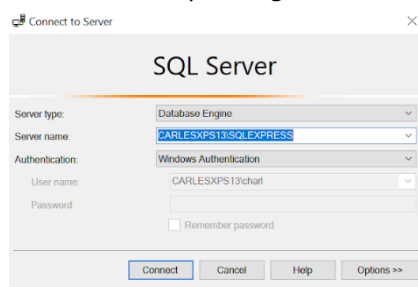 Connect to Server
SQL Server
Server type: Database Engine
Server name: CARLESXPS13\SQLEXPRESS
Authentication: Windows Authentication
User name: CARLESXPS13\charl
Password:
Remember password
Connect Cancel Help Options >>